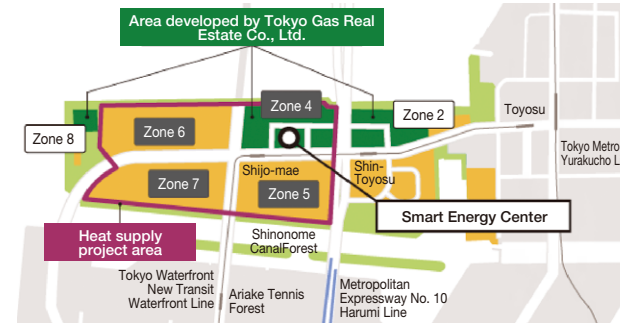 Area developed by Tokyo Gas Real
Estate Co., Ltd.
Zone 4
Zone 2
Toyosu
Zone 8
Zone 6
Tokyo Metro
Yurakucho L
Shijo-mae
Shin-
Toyosu
Zone 7
Zone 5
Smart Energy Center
Heat supply
project area
Shinonome
CanalForest
Tokyo Waterfront
New Transit
Waterfront Line
Ariake Tennis
Forest
Metropolitan
Expressway No. 10
Harumi Line